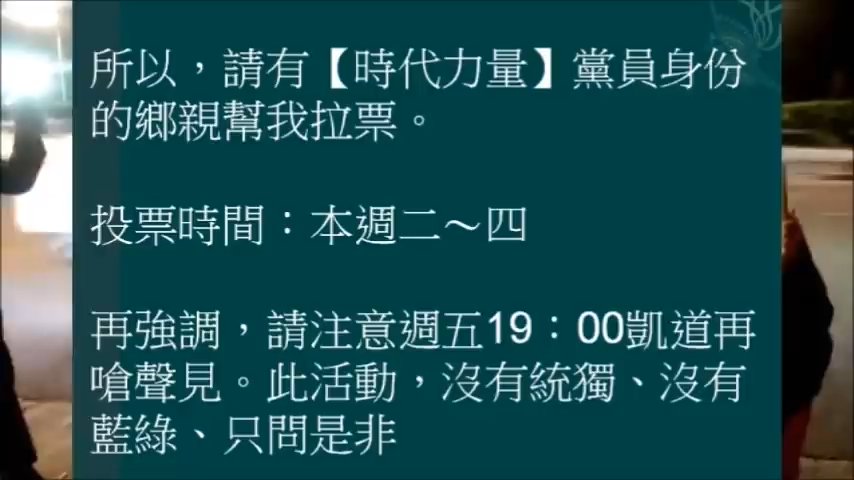 所以，請有【時代力量】黨員身份
的鄉親幫我拉票。
投票時間：本週二～四
再強調，請注意週五19：00凱道再
嗆聲見。此活動，沒有統獨、沒有
藍綠、只問是非